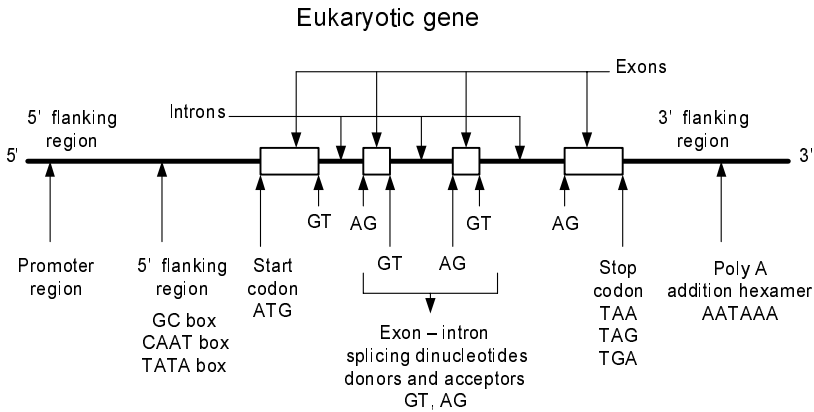 Eukaryotic gene
Exons
Introns
5' flanking
region
3' flanking
region
5'
3'
GT
AG
GT
AG
GT
AG
Promoter
region
5' flanking
region
GC box
CAAT box
TATA box
Start
codon
ATG
Exon – intron
splicing dinucleotides
donors and acceptors
GT, AG
Stop
codon
TAA
TAG
TGA
Poly A
addition hexamer
AATAAA